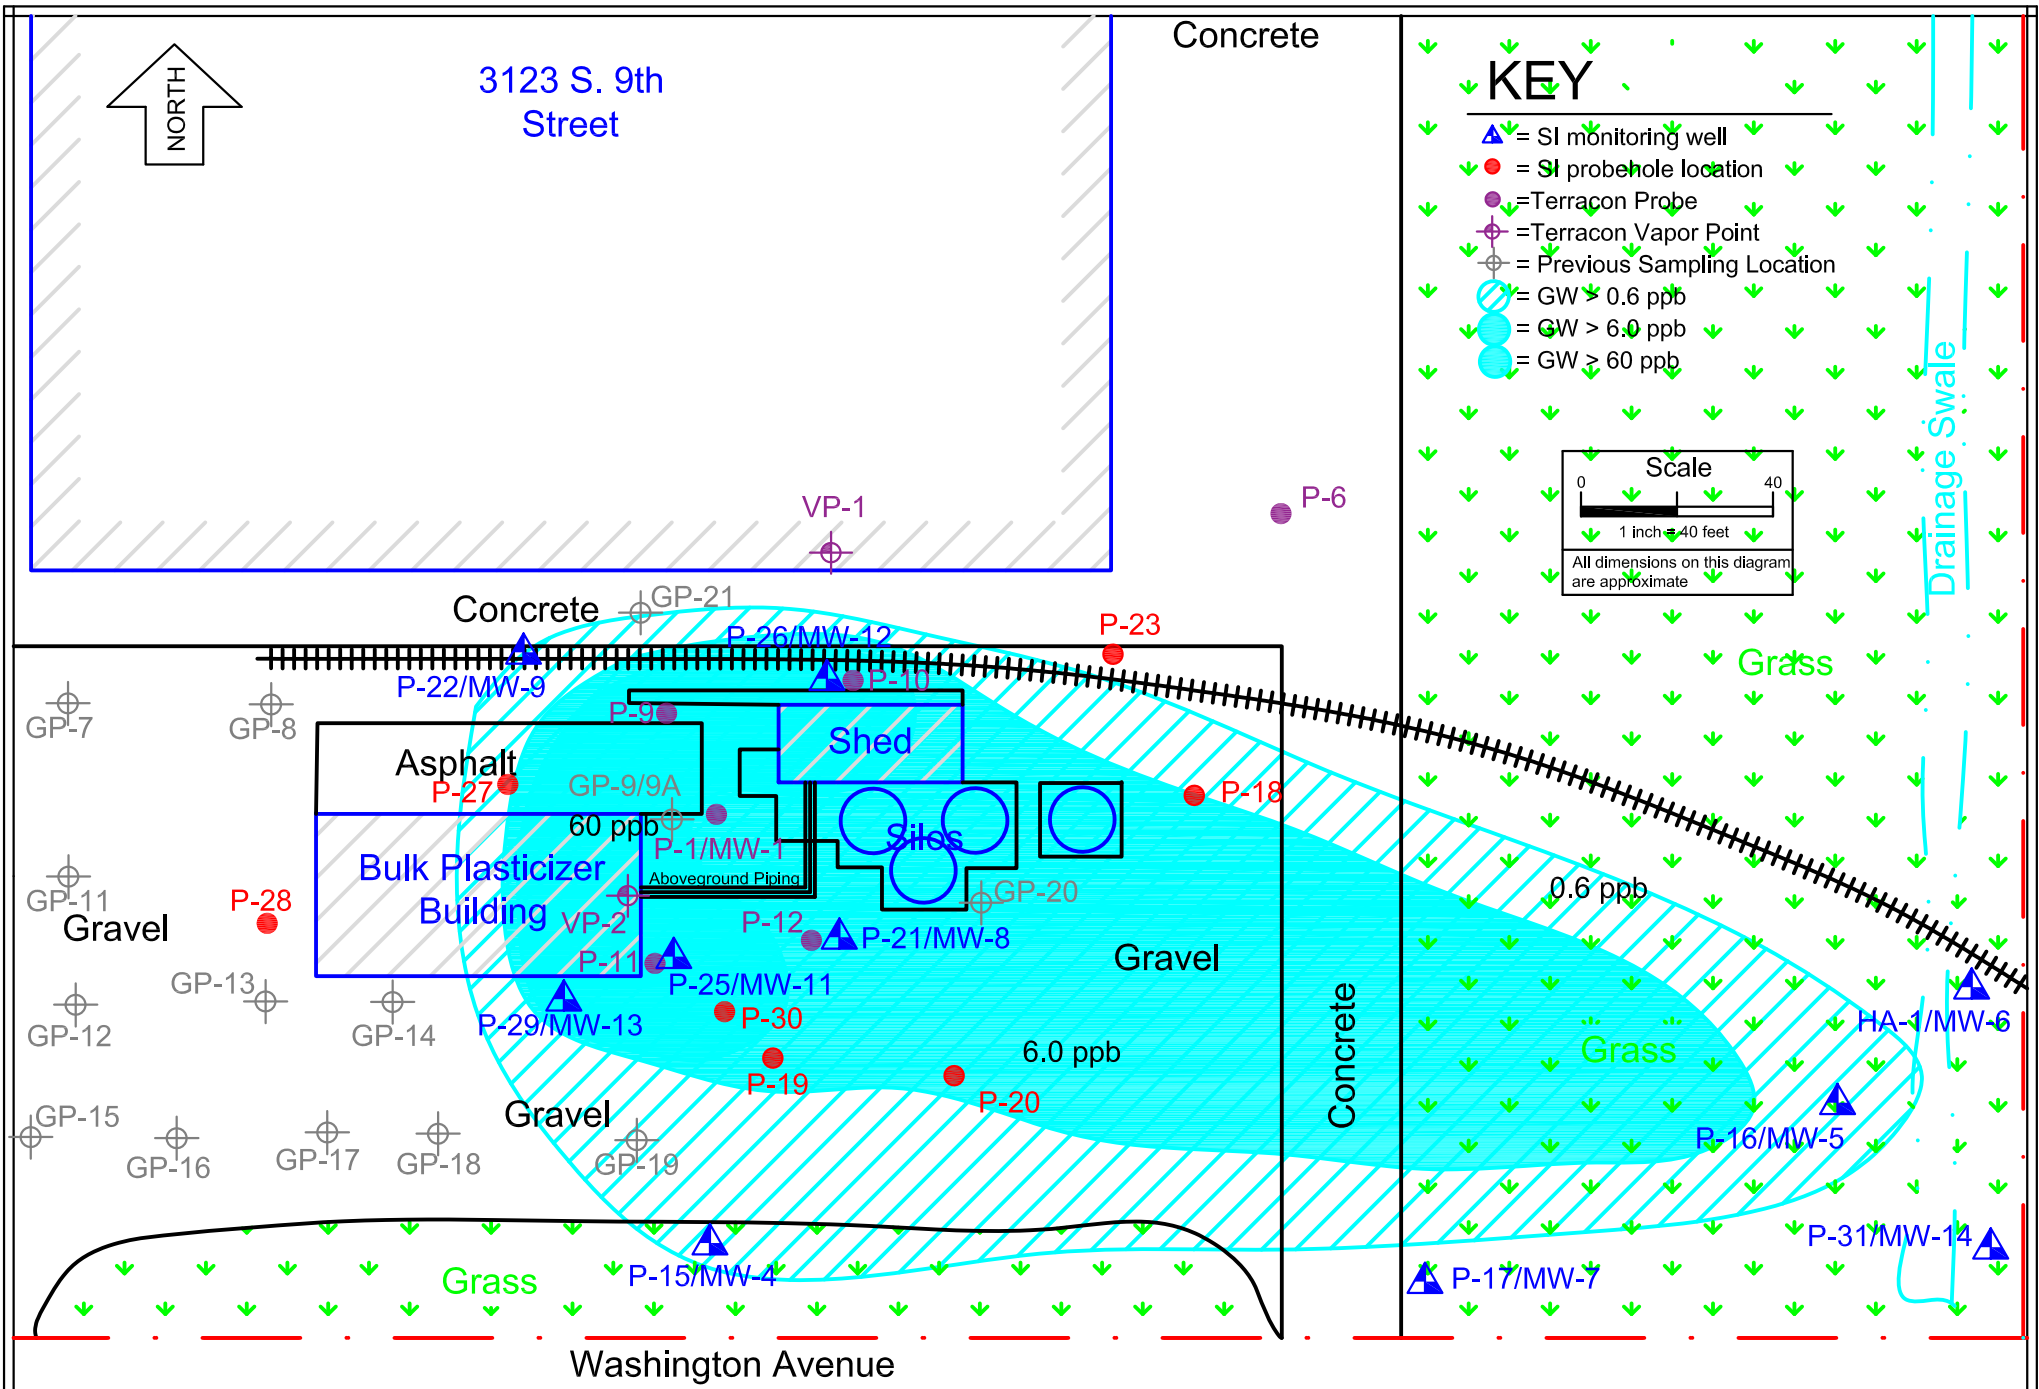 Concrete
NORTH
3123 S. 9th
Street
KEY
= SI monitoring well
= SI probehole location
=Terracon Probe
=Terracon Vapor Point
= Previous Sampling Location
= GW > 0.6 ppb
= GW > 6.0 ppb
= GW > 60 ppb
Drainage Swale
Scale
0 40
1 inch = 40 feet
All dimensions on this diagram
are approximate
VP-1
P-6
Concrete
GP-21
P-26/MW-12
P-23
P-22/MW-9
P-10
Grass
GP-7
GP-8
P-9
Shed
Asphalt
P-27
GP-9/9A
P-18
60 ppb
P-1/MW-1
Silos
Bulk Plasticizer
Building
Aboveground Piping
GP-11
P-28
Gravel
VP-2
P-12
GP-20
0.6 ppb
P-21/MW-8
Gravel
P-11
P-25/MW-11
GP-13
GP-12
GP-14
P-29/MW-13
P-30
HA-1/MW-6
6.0 ppb
Grass
Concrete
P-19
P-20
GP-15
Gravel
GP-16
GP-17
GP-18
GP-19
P-16/MW-5
P-31/MW-14
P-15/MW-4
Grass
P-17/MW-7
Washington Avenue